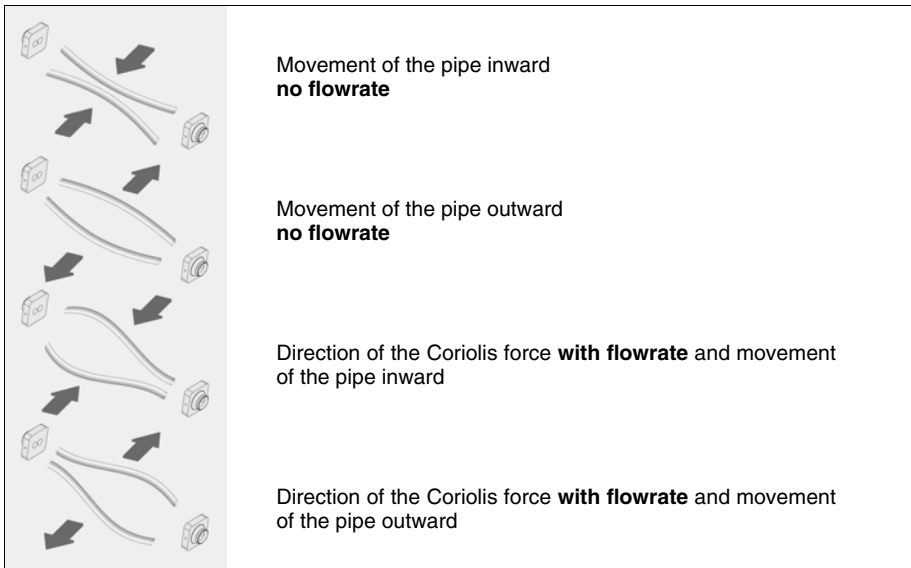 Movement of the pipe inward
no flowrate
Movement of the pipe outward
no flowrate
Direction of the Coriolis force with flowrate and movement
of the pipe inward
Direction of the Coriolis force with flowrate and movement
of the pipe outward